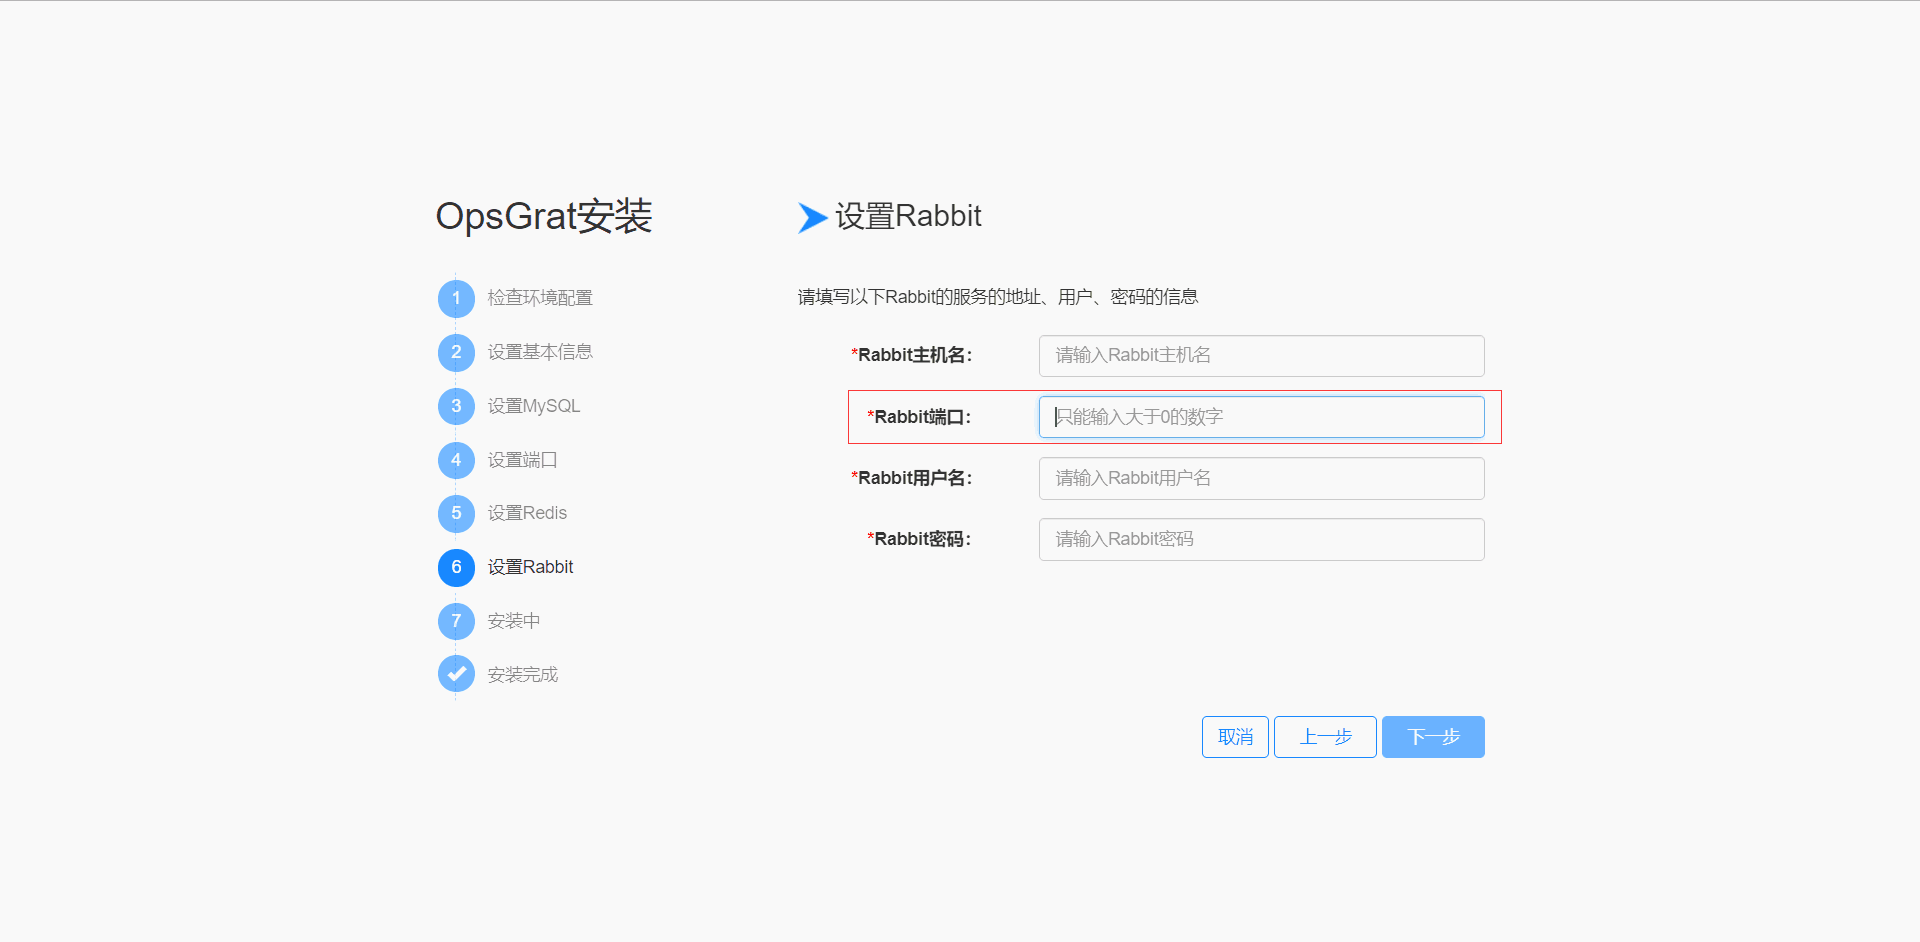 OpsGrat安装
1 检查环境配置
2 设置基本信息
3 设置MySQL
4 设置端口
5 设置Redis
6 设置Rabbit
7 安装中
安装完成
设置Rabbit
请填写以下Rabbit的服务的地址、用户、密码的信息
*Rabbit主机名： 请输入Rabbit主机名
*Rabbit端口： 只能输入大于0的数字
*Rabbit用户名： 请输入Rabbit用户名
*Rabbit密码： 请输入Rabbit密码
取消 上一步 下一步